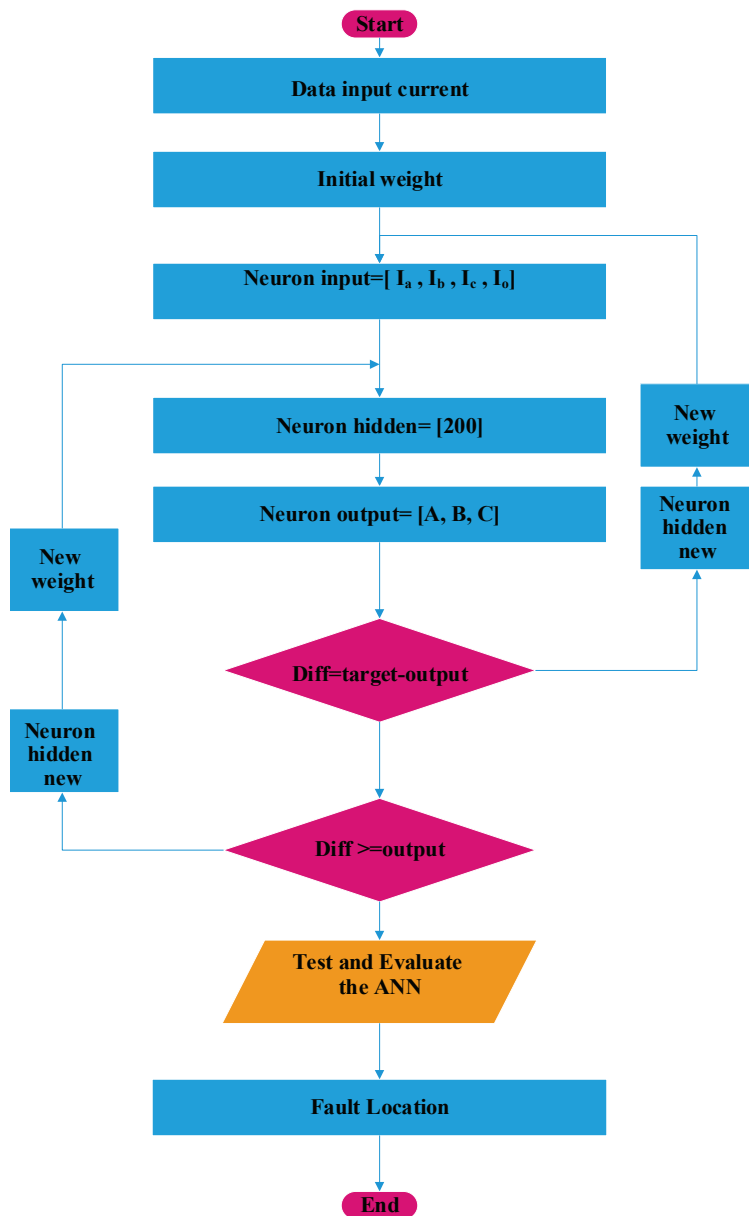 Start
Data input current
Initial weight
Neuron input=[ Iₐ , I_b , I_c , Iₒ]
Neuron hidden= [200]
Neuron output= [A, B, C]
New
weight
Neuron
hidden
new
Diff=target-output
New
weight
Neuron
hidden
new
Diff >=output
Test and Evaluate
the ANN
Fault Location
End